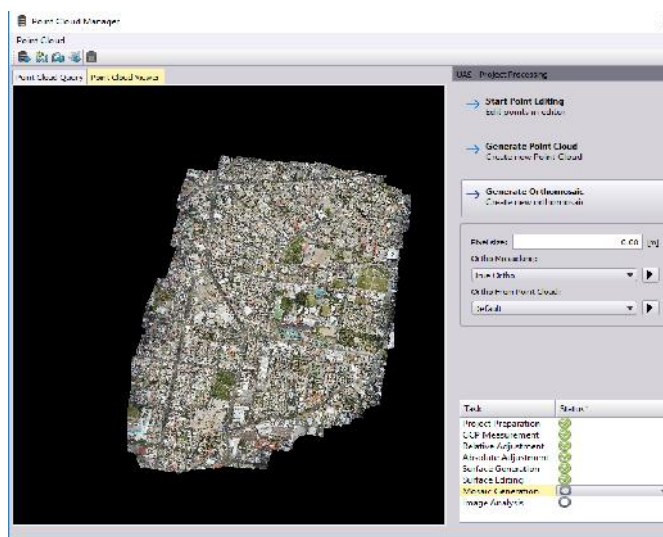 Point Cloud Manager
Point Cloud
Point Cloud Query Point Cloud Viewer
UAS - Project Processing
Start Point Editing
Edit points in editor
Generate Point Cloud
Create new Point Cloud
Generate Orthomosaic
Create new orthomosaic
Pixel size: 0.00 [m]
Ortho Mosaicking:
True Ortho
Ortho From Point Cloud:
Default
Task Status
Project Preparation
GCP Measurement
Relative Adjustment
Absolute Adjustment
Surface Generation
Surface Editing
Mosaic Generation
Image Analysis